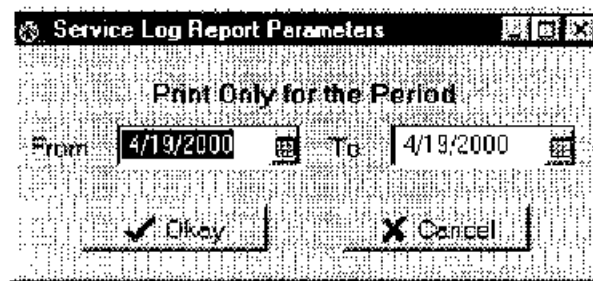 Service Log Report Parameters
Print Only for the Period
From 4/19/2000 To 4/19/2000
Okay Cancel